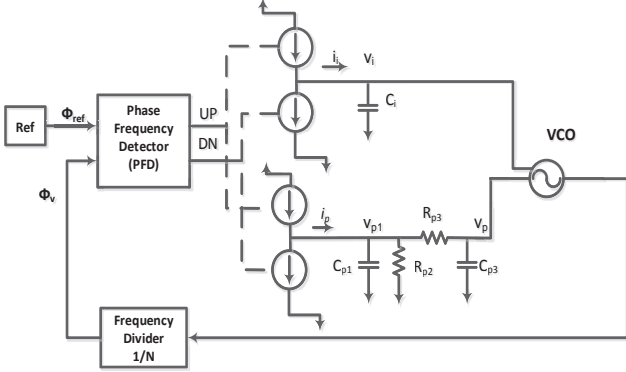 Ref
Φref
Phase
Frequency
Detector
(PFD)
UP
DN
Φv
ii
vi
Ci
VCO
ip
vp1
Rp3
vp
Cp1
Rp2
Cp3
Frequency
Divider
1/N